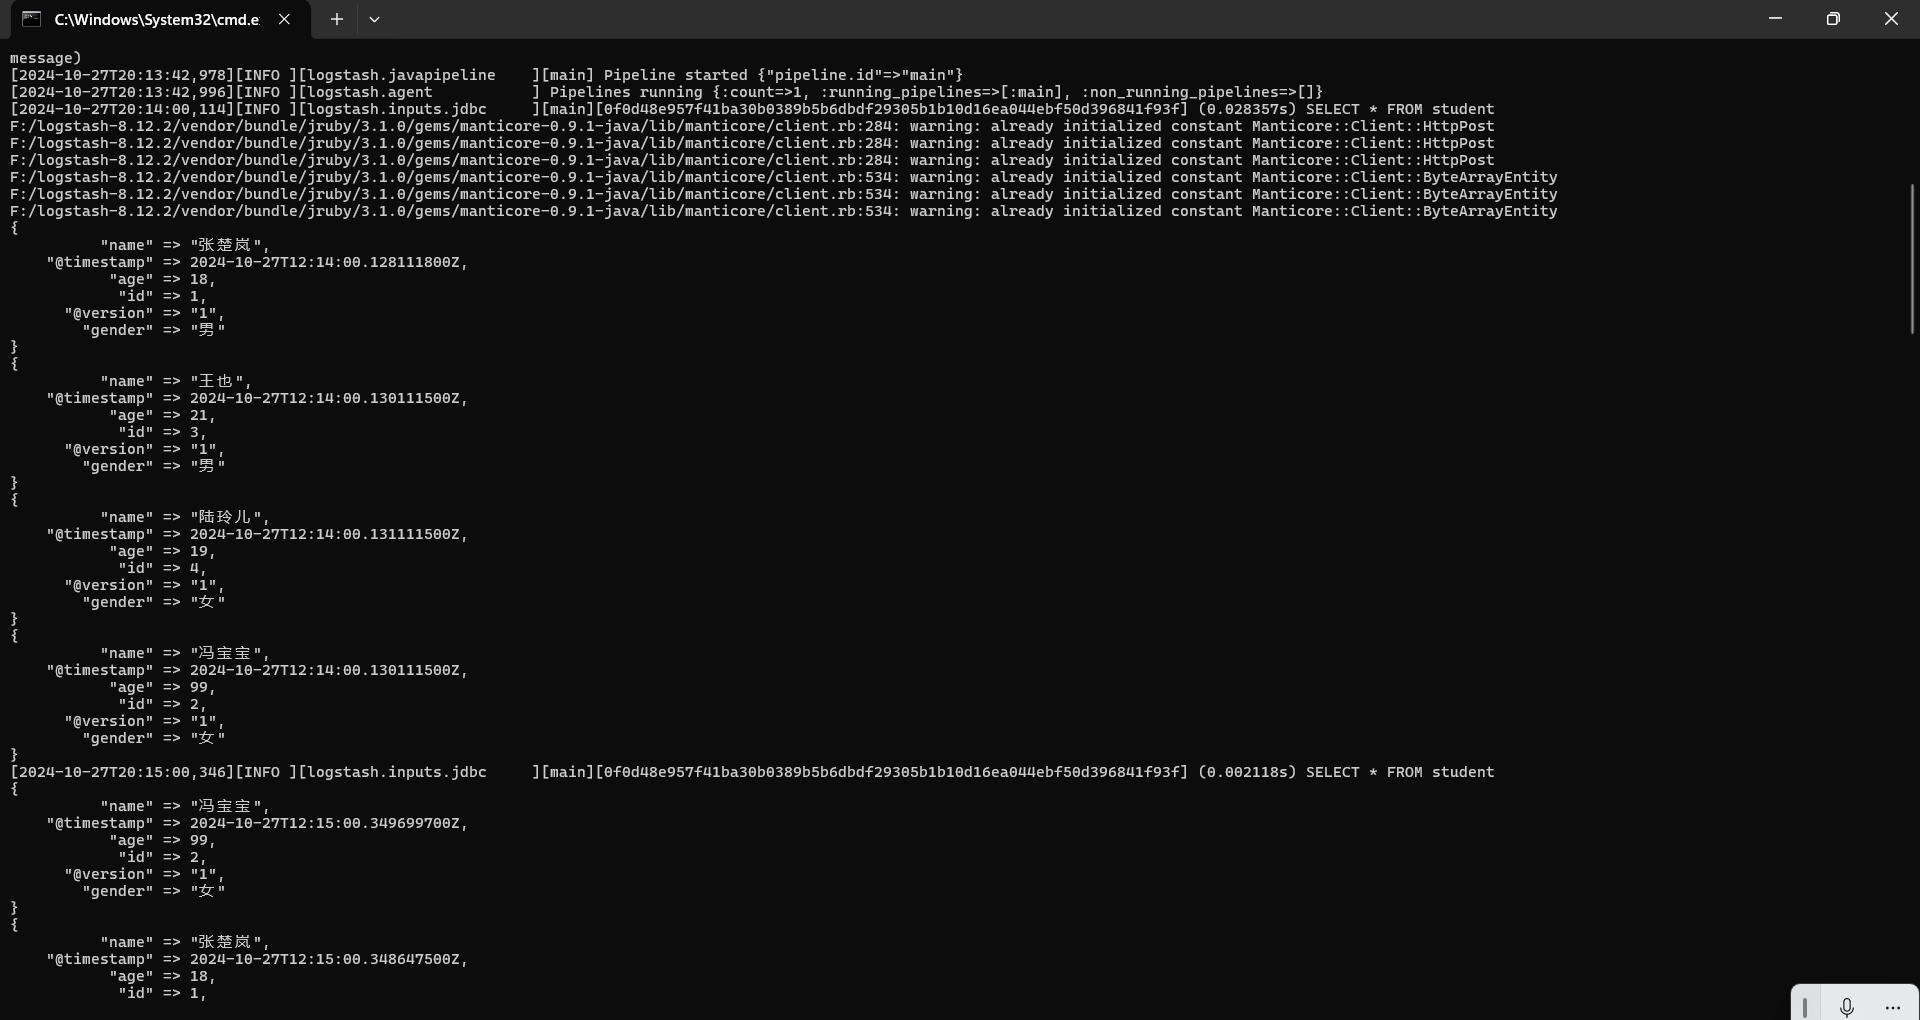 C:\Windows\System32\cmd.e
message)
[2024-10-27T20:13:42,978][INFO ][logstash.javapipeline    ][main] Pipeline started {"pipeline.id"=>"main"}
[2024-10-27T20:13:42,996][INFO ][logstash.agent           ] Pipelines running {:count=>1, :running_pipelines=>[:main], :non_running_pipelines=>[]}
[2024-10-27T20:14:00,114][INFO ][logstash.inputs.jdbc     ][main][0f0d48e957f41ba30b0389b5b6dbdf29305b1b10d16ea044ebf50d396841f93f] (0.028357s) SELECT * FROM student
F:/logstash-8.12.2/vendor/bundle/jruby/3.1.0/gems/manticore-0.9.1-java/lib/manticore/client.rb:284: warning: already initialized constant Manticore::Client::HttpPost
F:/logstash-8.12.2/vendor/bundle/jruby/3.1.0/gems/manticore-0.9.1-java/lib/manticore/client.rb:284: warning: already initialized constant Manticore::Client::HttpPost
F:/logstash-8.12.2/vendor/bundle/jruby/3.1.0/gems/manticore-0.9.1-java/lib/manticore/client.rb:284: warning: already initialized constant Manticore::Client::HttpPost
F:/logstash-8.12.2/vendor/bundle/jruby/3.1.0/gems/manticore-0.9.1-java/lib/manticore/client.rb:534: warning: already initialized constant Manticore::Client::ByteArrayEntity
F:/logstash-8.12.2/vendor/bundle/jruby/3.1.0/gems/manticore-0.9.1-java/lib/manticore/client.rb:534: warning: already initialized constant Manticore::Client::ByteArrayEntity
F:/logstash-8.12.2/vendor/bundle/jruby/3.1.0/gems/manticore-0.9.1-java/lib/manticore/client.rb:534: warning: already initialized constant Manticore::Client::ByteArrayEntity
{
"name" => "张楚岚",
"@timestamp" => 2024-10-27T12:14:00.128111800Z,
"age" => 18,
"id" => 1,
"@version" => "1",
"gender" => "男"
}
{
"name" => "王也",
"@timestamp" => 2024-10-27T12:14:00.130111500Z,
"age" => 21,
"id" => 3,
"@version" => "1",
"gender" => "男"
}
{
"name" => "陆玲儿",
"@timestamp" => 2024-10-27T12:14:00.131111500Z,
"age" => 19,
"id" => 4,
"@version" => "1",
"gender" => "女"
}
{
"name" => "冯宝宝",
"@timestamp" => 2024-10-27T12:14:00.130111500Z,
"age" => 99,
"id" => 2,
"@version" => "1",
"gender" => "女"
}
[2024-10-27T20:15:00,346][INFO ][logstash.inputs.jdbc     ][main][0f0d48e957f41ba30b0389b5b6dbdf29305b1b10d16ea044ebf50d396841f93f] (0.002118s) SELECT * FROM student
{
"name" => "冯宝宝",
"@timestamp" => 2024-10-27T12:15:00.349699700Z,
"age" => 99,
"id" => 2,
"@version" => "1",
"gender" => "女"
}
{
"name" => "张楚岚",
"@timestamp" => 2024-10-27T12:15:00.348647500Z,
"age" => 18,
"id" => 1,